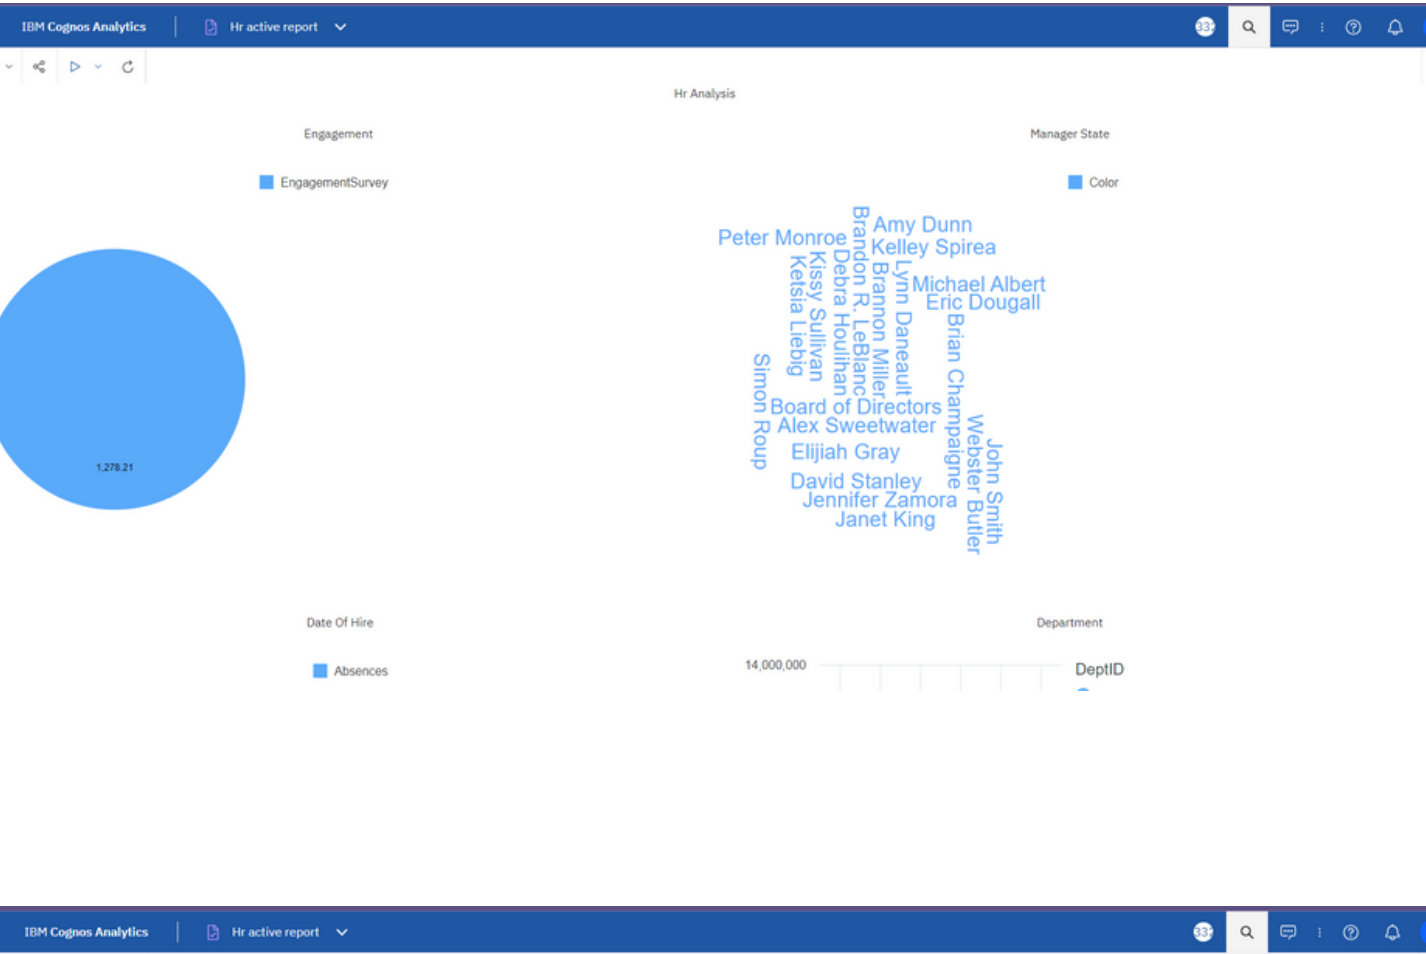 IBM Cognos Analytics
Hr active report
Hr Analysis
Engagement
EngagementSurvey
1,278.21
Manager State
Color
Peter Monroe
Brandon R. LeBlanc
Amy Dunn
Kelley Spirea
Ketsia Liebig
Kissy Sullivan
Debra Houlihan
Brannon Miller
Lynn Daneault
Michael Albert
Eric Dougall
Brian Champaigne
Simon Roup
Board of Directors
Alex Sweetwater
Elijiah Gray
Webster Butler
John Smith
David Stanley
Jennifer Zamora
Janet King
Date Of Hire
Absences
Department
14,000,000
DeptID
IBM Cognos Analytics
Hr active report